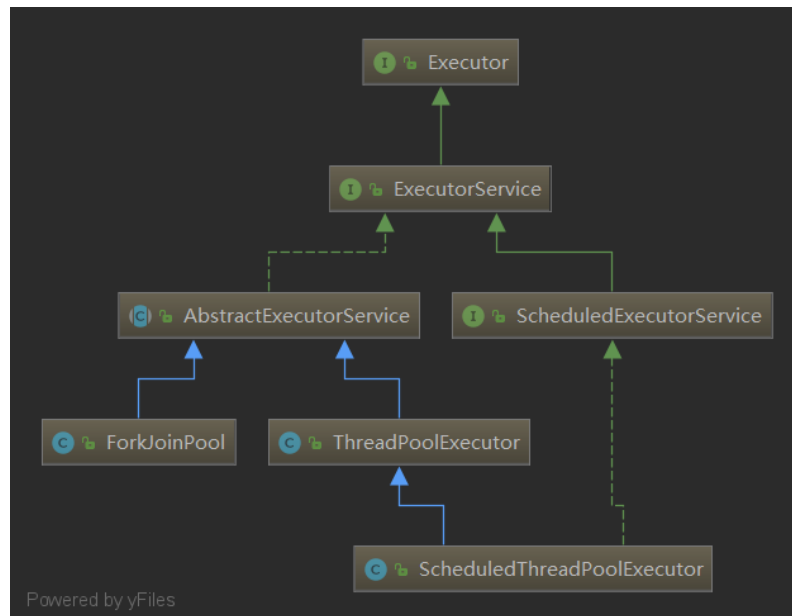 I Executor
I ExecutorService
C AbstractExecutorService
I ScheduledExecutorService
C ForkJoinPool
C ThreadPoolExecutor
C ScheduledThreadPoolExecutor
Powered by yFiles